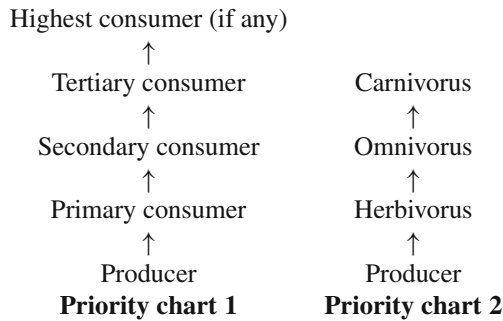 Highest consumer (if any)
↑
Tertiary consumer Carnivorus
↑ ↑
Secondary consumer Omnivorus
↑ ↑
Primary consumer Herbivorus
↑ ↑
Producer Producer
Priority chart 1 Priority chart 2